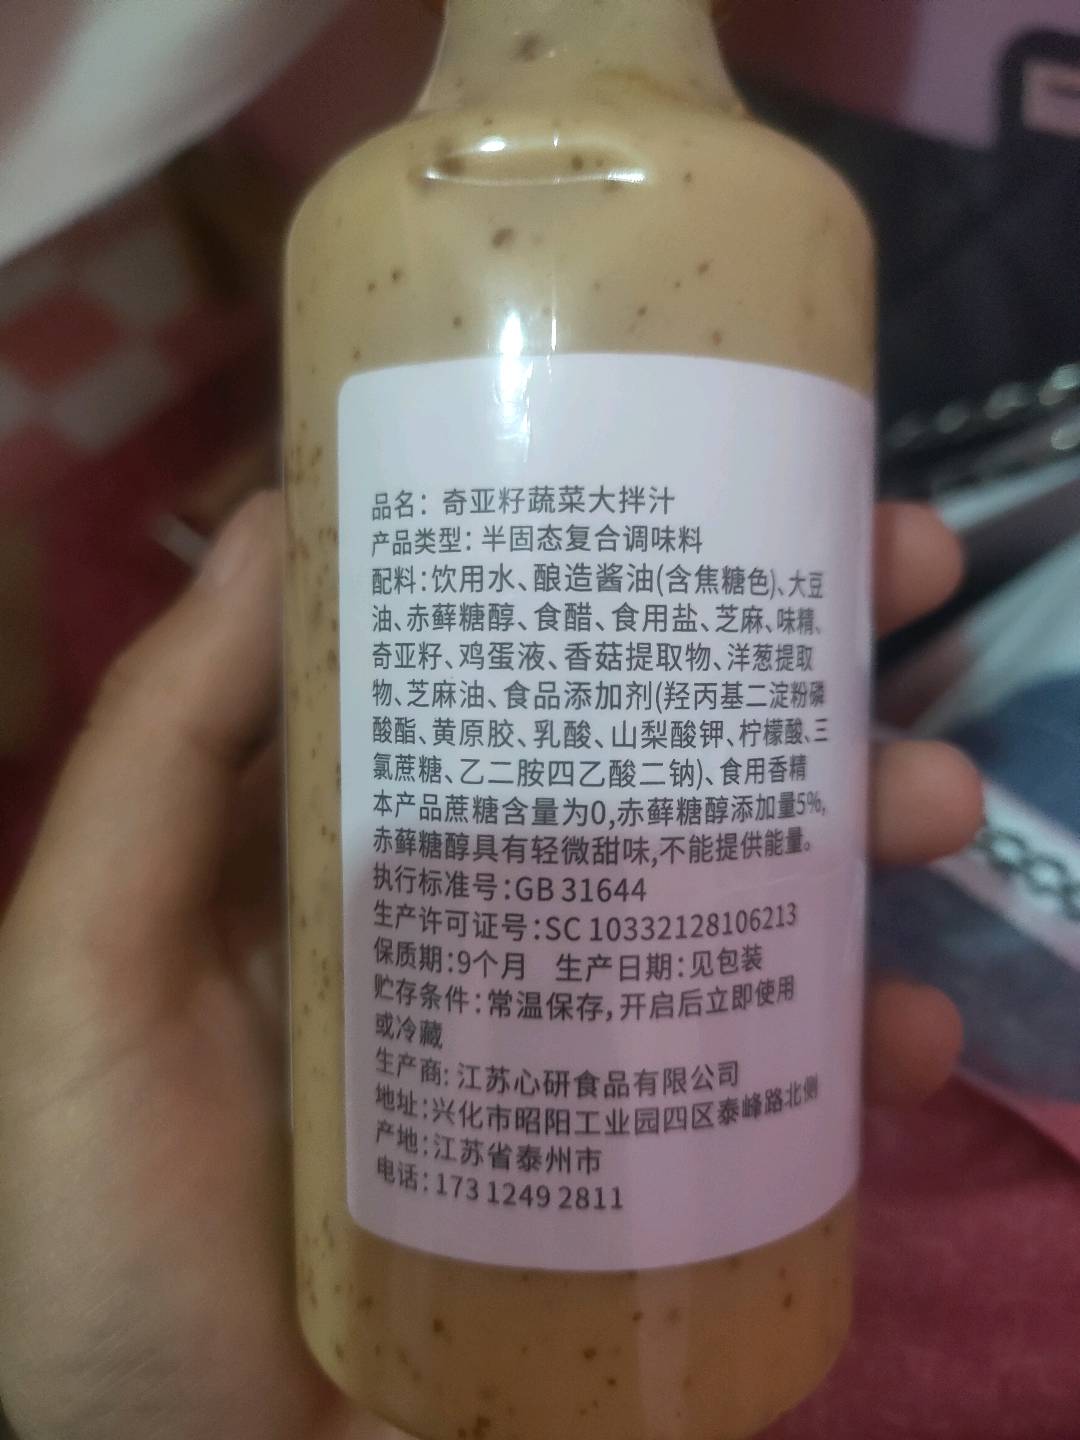 品名：奇亚籽蔬菜大拌汁
产品类型：半固态复合调味料
配料：饮用水、酿造酱油(含焦糖色)、大豆
油、赤藓糖醇、食醋、食用盐、芝麻、味精、
奇亚籽、鸡蛋液、香菇提取物、洋葱提取
物、芝麻油、食品添加剂(羟丙基二淀粉磷
酸酯、黄原胶、乳酸、山梨酸钾、柠檬酸、三
氯蔗糖、乙二胺四乙酸二钠)、食用香精
本产品蔗糖含量为0,赤藓糖醇添加量5%,
赤藓糖醇具有轻微甜味,不能提供能量。
执行标准号:GB 31644
生产许可证号:SC 10332128106213
保质期:9个月 生产日期:见包装
贮存条件:常温保存,开启后立即使用
或冷藏
生产商:江苏心研食品有限公司
地址:兴化市昭阳工业园四区泰峰路北侧
产地:江苏省泰州市
电话:173 1249 2811